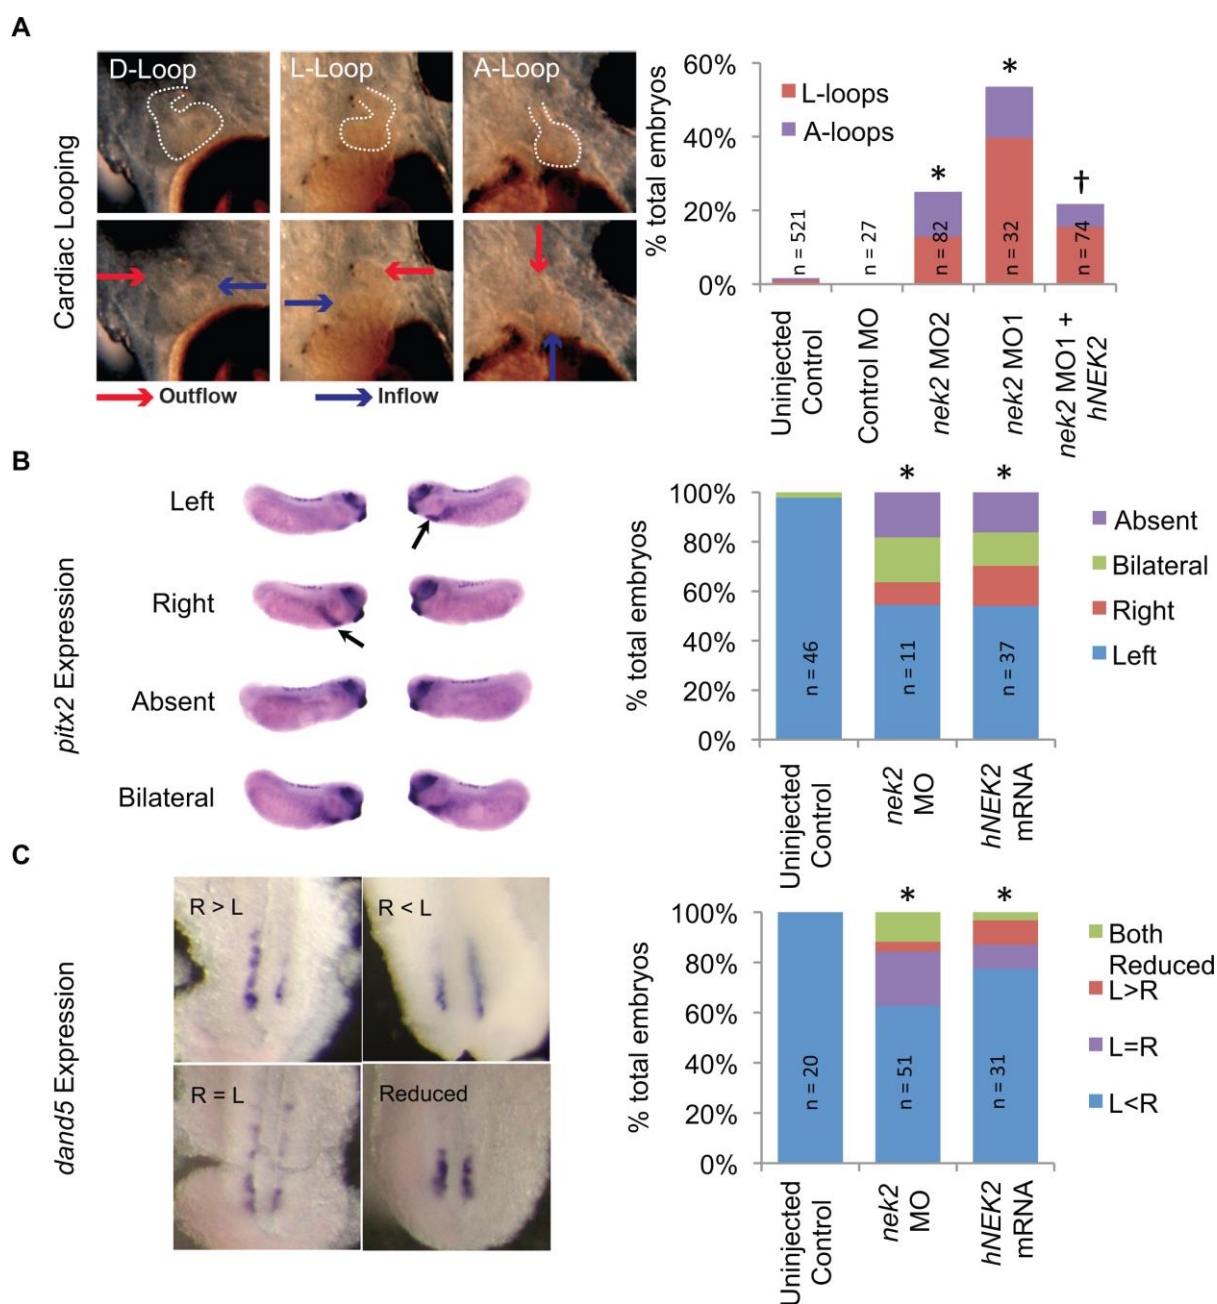 A
Cardiac Looping
D-Loop
L-Loop
A-Loop
Outflow
Inflow
% total embryos
60%
40%
20%
0%
L-loops
A-loops
*
*
†
n = 521
n = 27
n = 82
n = 32
n = 74
Uninjected
Control
Control MO
nek2 MO2
nek2 MO1
nek2 MO1 +
hNEK2
B
pitx2 Expression
Left
Right
Absent
Bilateral
% total embryos
100%
80%
60%
40%
20%
0%
*
*
n = 46
n = 11
n = 37
Absent
Bilateral
Right
Left
Uninjected
Control
nek2
MO
hNEK2
mRNA
C
dand5 Expression
R > L
R < L
R = L
Reduced
% total embryos
100%
80%
60%
40%
20%
0%
*
*
n = 20
n = 51
n = 31
Both
Reduced
L>R
L=R
L<R
Uninjected
Control
nek2
MO
hNEK2
mRNA